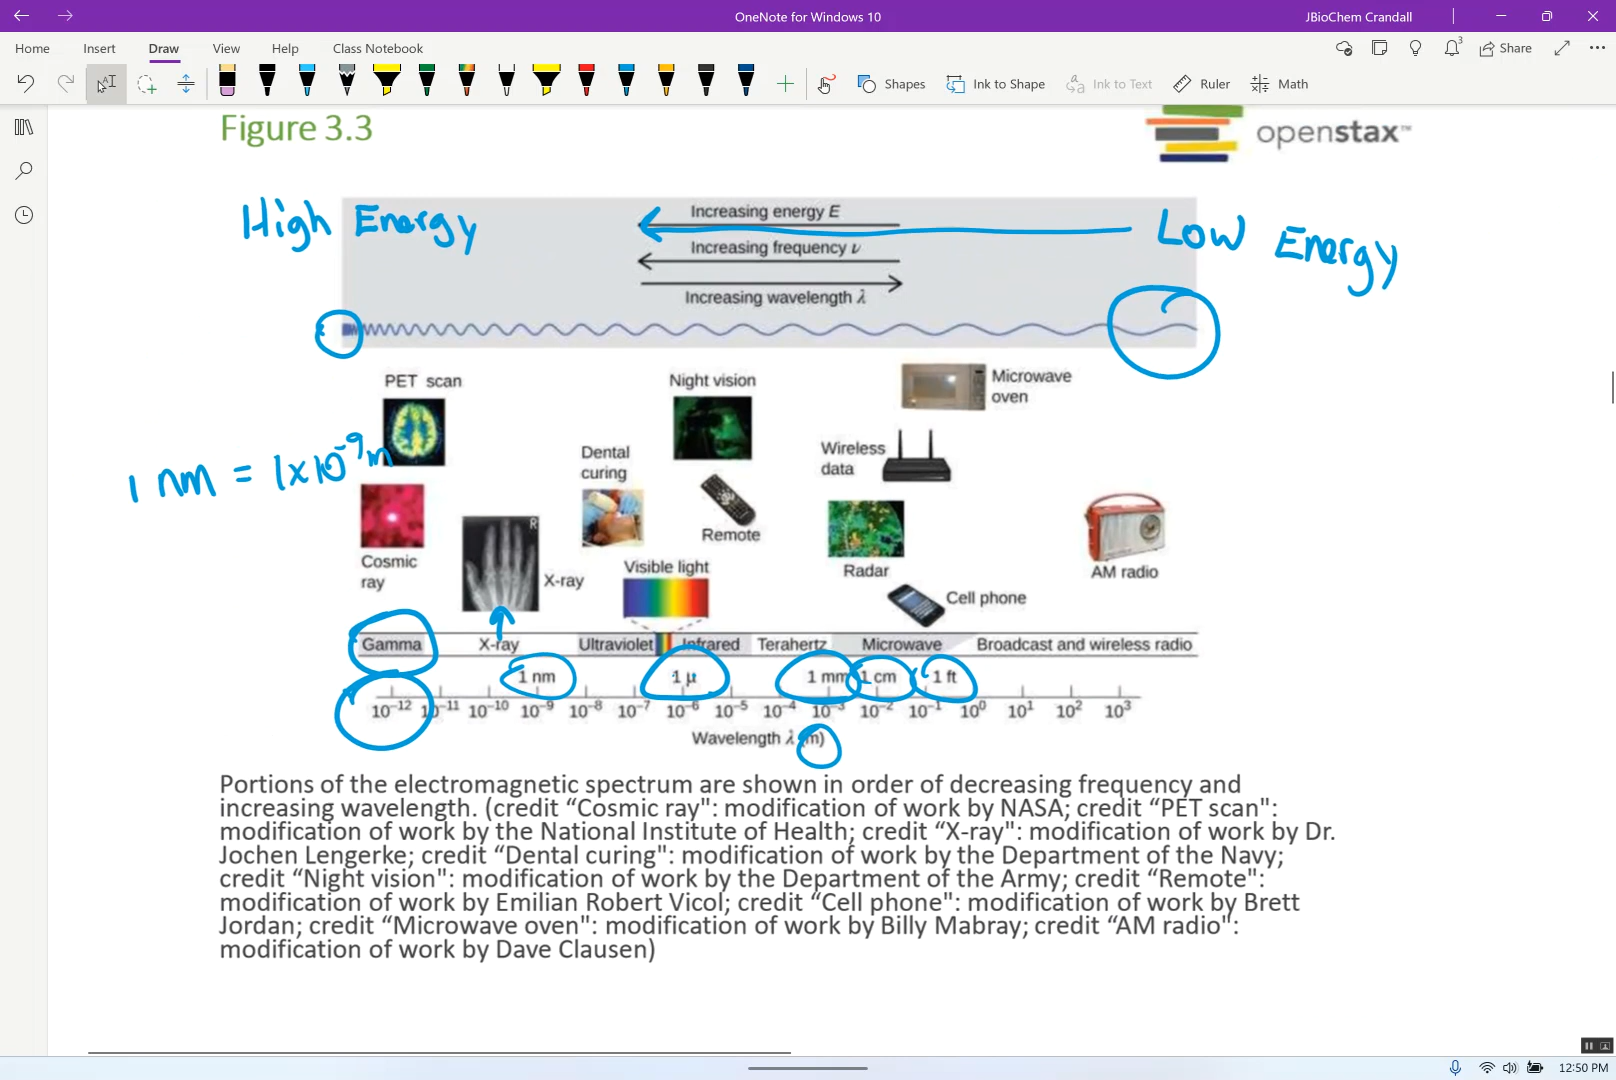 OneNote for Windows 10
JBioChem Crandall
Home Insert Draw View Help Class Notebook
3
Share
Shapes Ink to Shape Ink to Text Ruler Math
Figure 3.3
openstax™
High Energy
Increasing energy E
Low Energy
Increasing frequency ν
Increasing wavelength λ
PET scan
Night vision
Microwave
oven
Dental
curing
Wireless
data
1 nm = 1x10⁻⁹m
R
Remote
Cosmic
ray
X-ray
Visible light
Radar
AM radio
Cell phone
Gamma X-ray Ultraviolet Infrared Terahertz Microwave Broadcast and wireless radio
1 nm 1 μ 1 mm 1 cm 1 ft
10⁻¹² 10⁻¹¹ 10⁻¹⁰ 10⁻⁹ 10⁻⁸ 10⁻⁷ 10⁻⁶ 10⁻⁵ 10⁻⁴ 10⁻³ 10⁻² 10⁻¹ 10⁰ 10¹ 10² 10³
Wavelength λ (m)
Portions of the electromagnetic spectrum are shown in order of decreasing frequency and
increasing wavelength. (credit “Cosmic ray": modification of work by NASA; credit “PET scan":
modification of work by the National Institute of Health; credit “X-ray": modification of work by Dr.
Jochen Lengerke; credit “Dental curing": modification of work by the Department of the Navy;
credit “Night vision": modification of work by the Department of the Army; credit “Remote":
modification of work by Emilian Robert Vicol; credit “Cell phone": modification of work by Brett
Jordan; credit “Microwave oven": modification of work by Billy Mabray; credit “AM radio":
modification of work by Dave Clausen)
12:50 PM